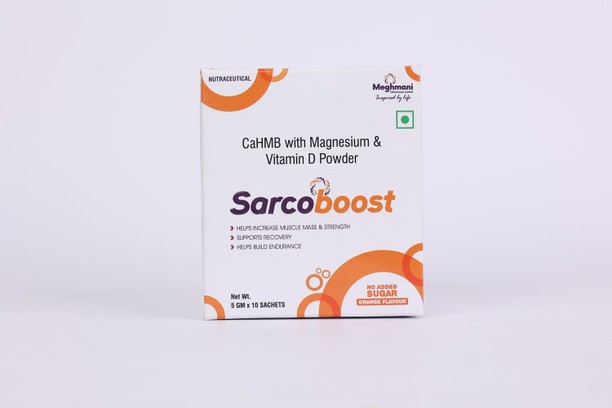 NUTRACEUTICAL
Meghmani
Inspired by life
CaHMB with Magnesium &
Vitamin D Powder
Sarcoboost
HELPS INCREASE MUSCLE MASS & STRENGTH
SUPPORTS RECOVERY
HELPS BUILD ENDURANCE
Net Wt.
5 GM x 10 SACHETS
NO ADDED
SUGAR
ORANGE FLAVOUR